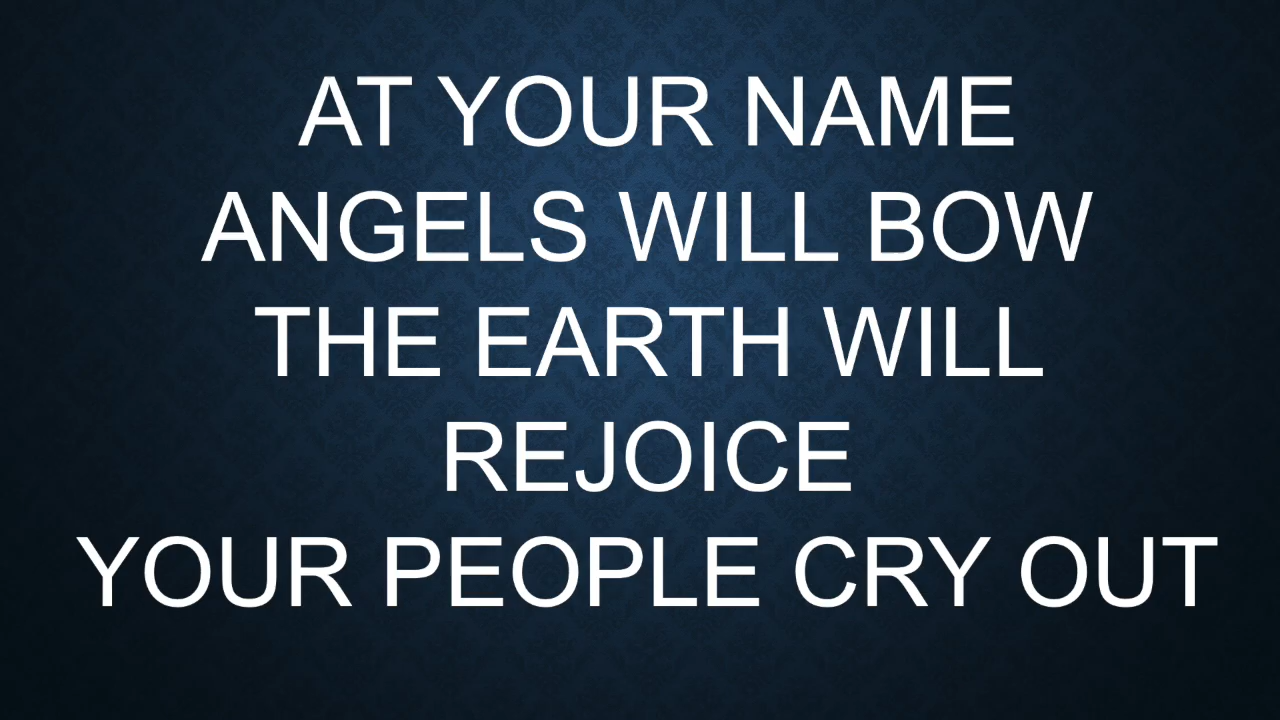 AT YOUR NAME
ANGELS WILL BOW
THE EARTH WILL
REJOICE
YOUR PEOPLE CRY OUT